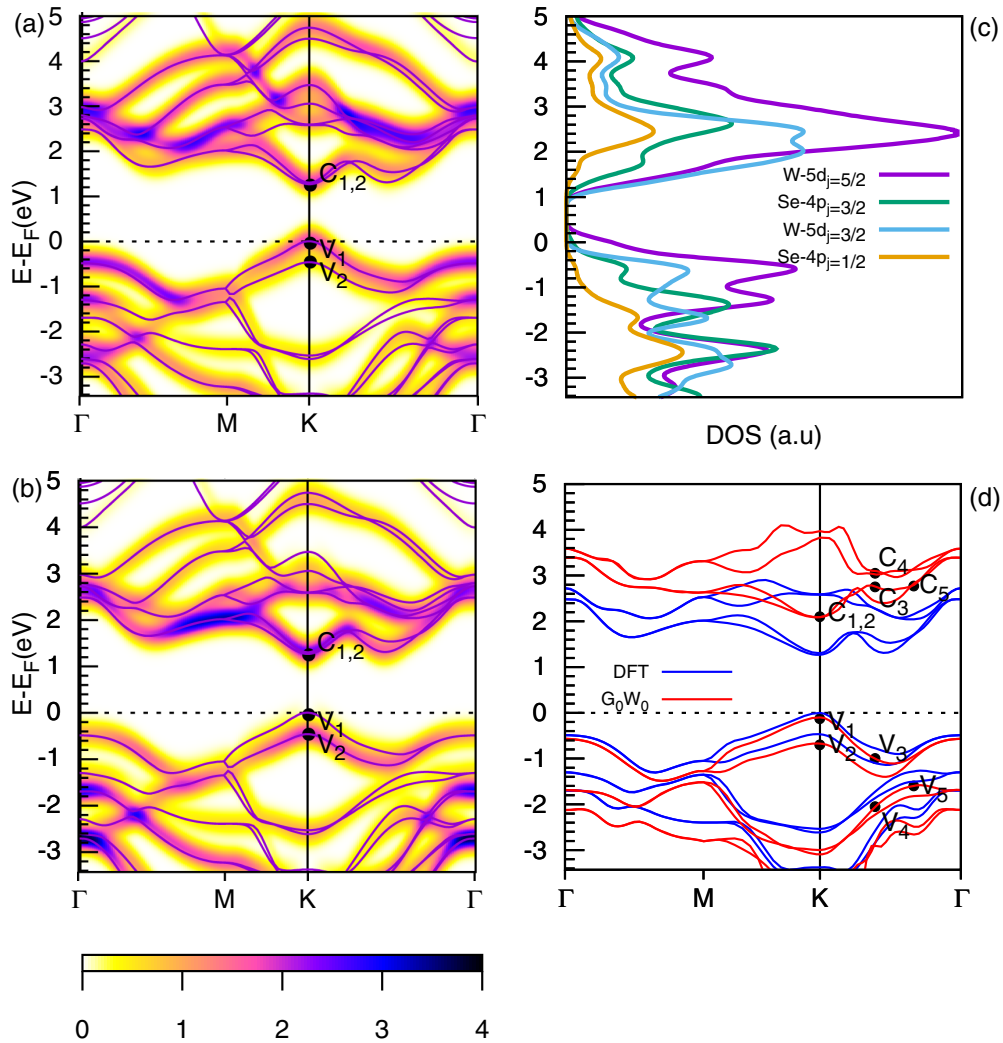 (a)
5
4
3
2
1
0
-1
-2
-3
E-E_F(eV)
C1,2
V1
V2
Γ M K Γ
(c)
5
4
3
2
1
0
-1
-2
-3
W-5dj=5/2
Se-4pj=3/2
W-5dj=3/2
Se-4pj=1/2
DOS (a.u)
(b)
5
4
3
2
1
0
-1
-2
-3
E-E_F(eV)
C1,2
V1
V2
Γ M K Γ
0 1 2 3 4
(d)
5
4
3
2
1
0
-1
-2
-3
C4
C3
C5
C1,2
DFT
G0W0
V1
V2
V3
V5
V4
Γ M K Γ